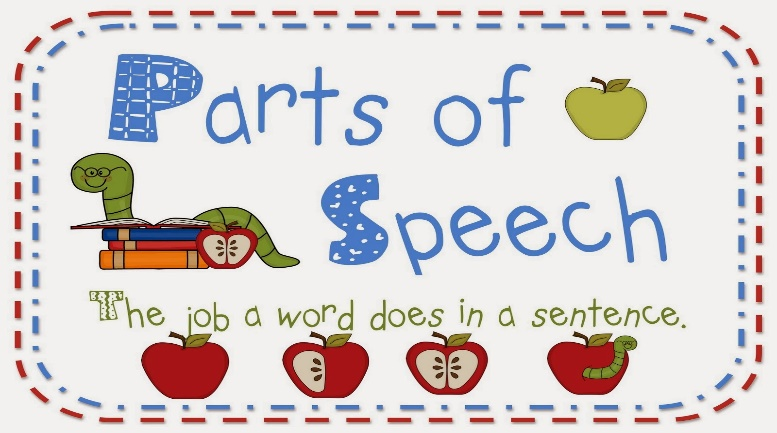 Parts of
Speech
The job a word does in a sentence.